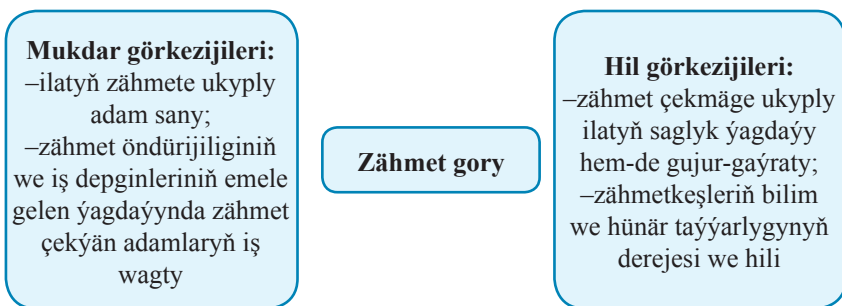 Mukdar görkezijileri:
–ilatyň zähmete ukyply
adam sany;
–zähmet öndürijiliginiň
we iş depginleriniň emele
gelen ýagdaýynda zähmet
çekýän adamlaryň iş
wagty
Zähmet gory
Hil görkezijileri:
–zähmet çekmäge ukyply
ilatyň saglyk ýagdaýy
hem-de gujur-gaýraty;
–zähmetkeşleriň bilim
we hünär taýýarlygynyň
derejesi we hili